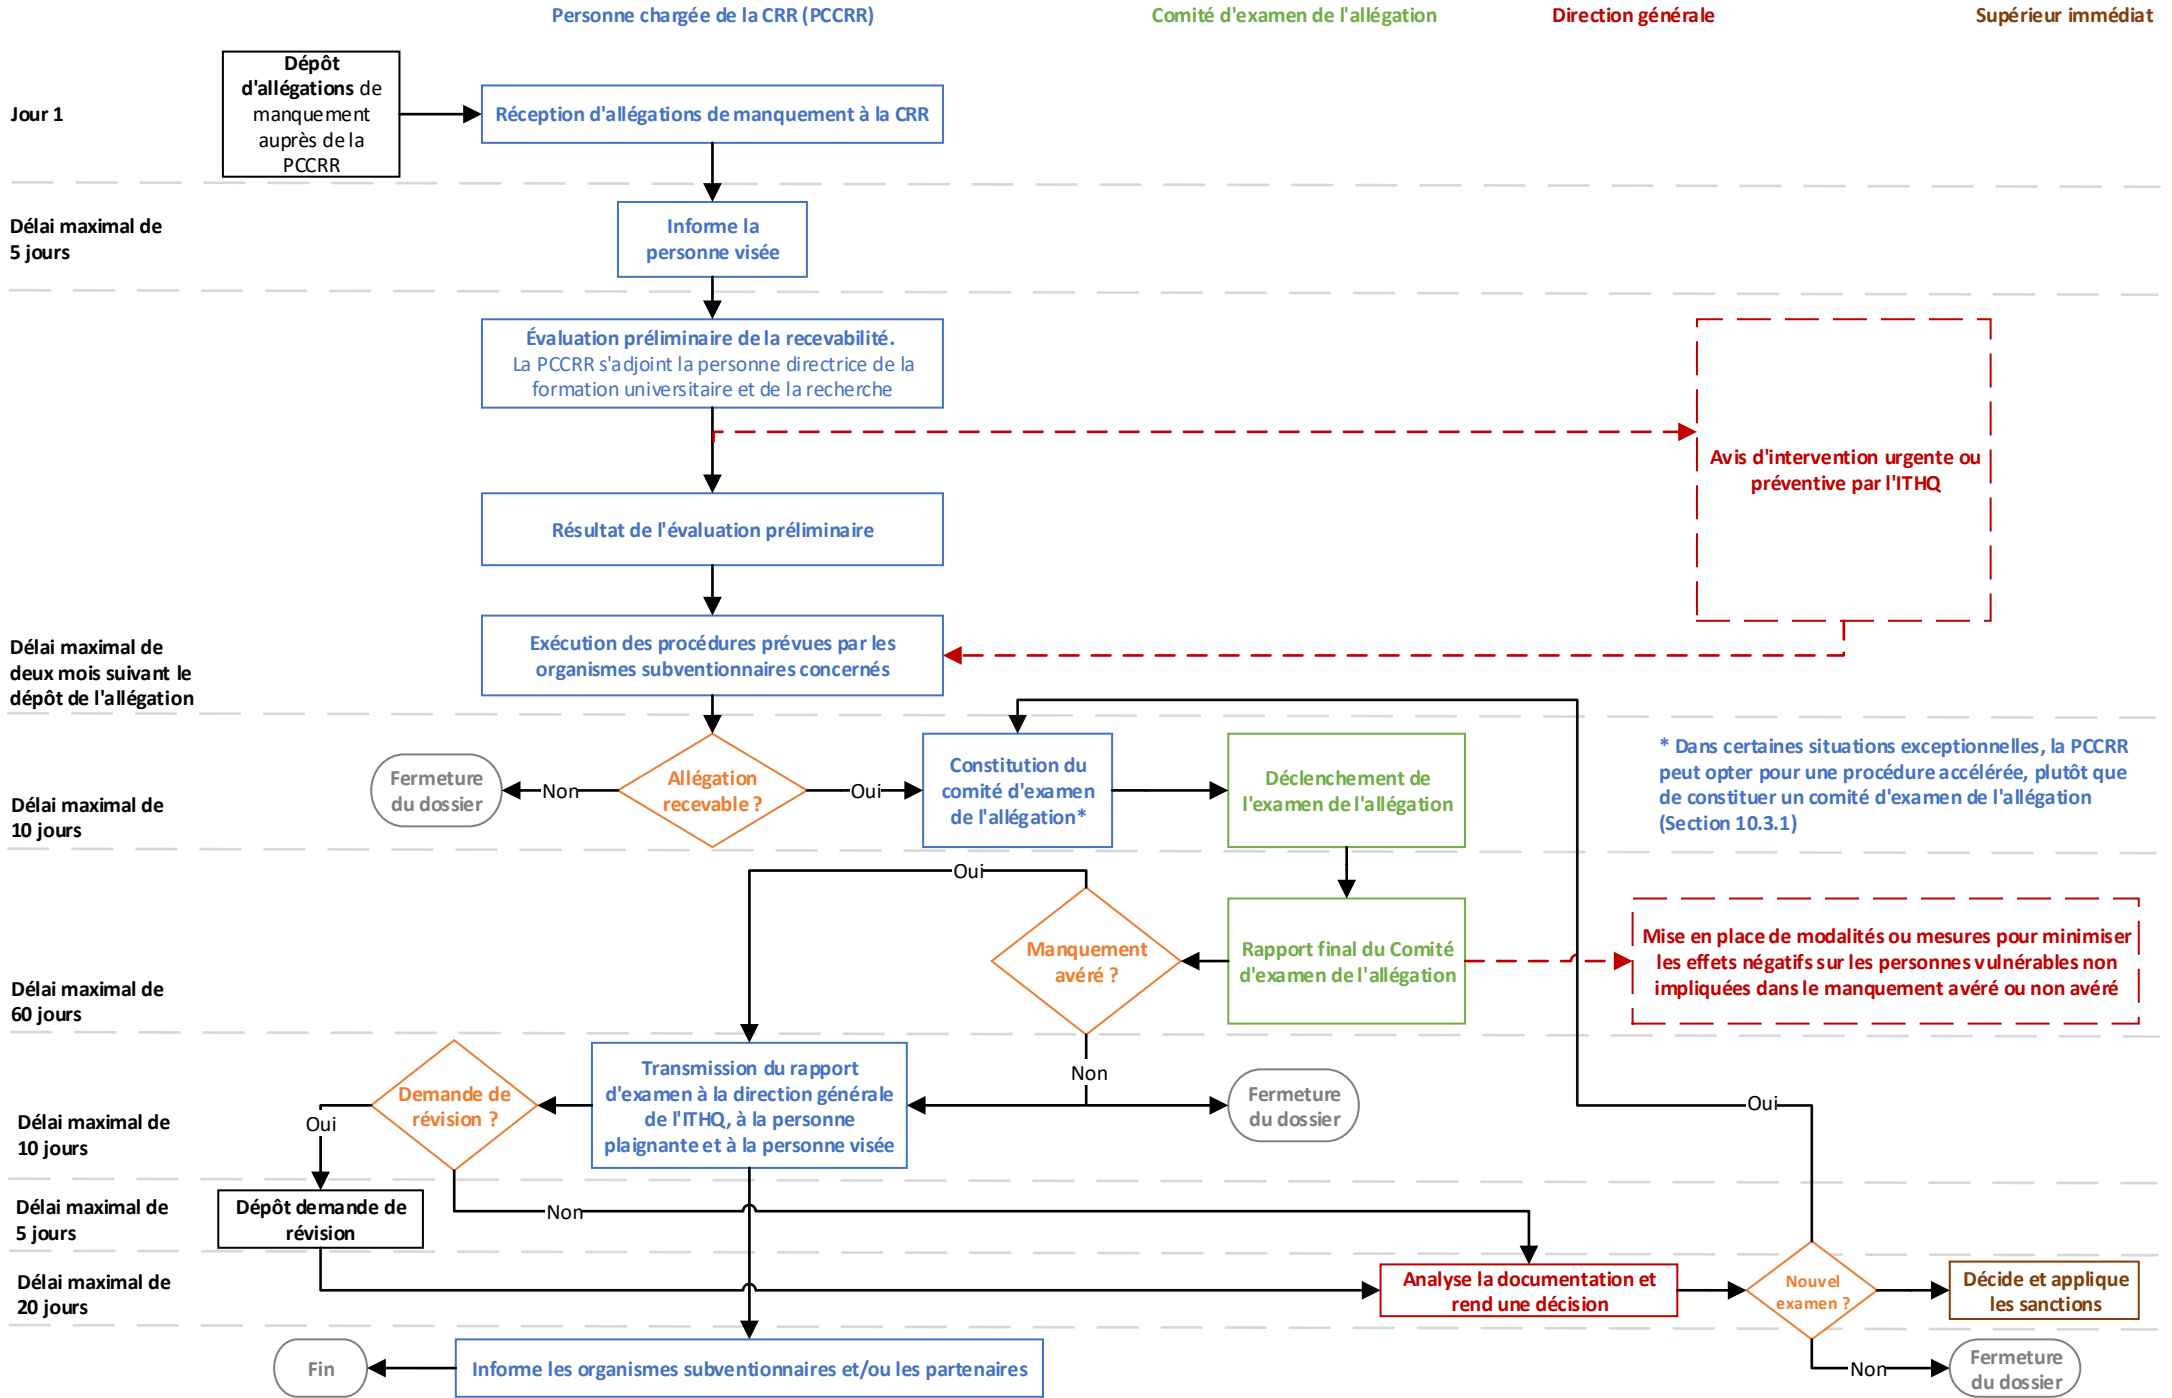 Personne chargée de la CRR (PCCRR)
Comité d'examen de l'allégation
Direction générale
Supérieur immédiat
Jour 1
Dépôt
d'allégations de
manquement
auprès de la
PCCRR
Réception d'allégations de manquement à la CRR
Délai maximal de
5 jours
Informe la
personne visée
Évaluation préliminaire de la recevabilité.
La PCCRR s'adjoint la personne directrice de la
formation universitaire et de la recherche
Avis d'intervention urgente ou
préventive par l'ITHQ
Résultat de l'évaluation préliminaire
Délai maximal de
deux mois suivant le
dépôt de l'allégation
Exécution des procédures prévues par les
organismes subventionnaires concernés
Délai maximal de
10 jours
Fermeture
du dossier
Non
Allégation
recevable ?
Oui
Constitution du
comité d'examen
de l'allégation*
Déclenchement de
l'examen de l'allégation
* Dans certaines situations exceptionnelles, la PCCRR
peut opter pour une procédure accélérée, plutôt que
de constituer un comité d'examen de l'allégation
(Section 10.3.1)
Oui
Délai maximal de
60 jours
Manquement
avéré ?
Rapport final du Comité
d'examen de l'allégation
Mise en place de modalités ou mesures pour minimiser
les effets négatifs sur les personnes vulnérables non
impliquées dans le manquement avéré ou non avéré
Non
Délai maximal de
10 jours
Oui
Demande de
révision ?
Transmission du rapport
d'examen à la direction générale
de l'ITHQ, à la personne
plaignante et à la personne visée
Fermeture
du dossier
Oui
Délai maximal de
5 jours
Dépôt demande de
révision
Non
Délai maximal de
20 jours
Analyse la documentation et
rend une décision
Nouvel
examen ?
Décide et applique
les sanctions
Fin
Informe les organismes subventionnaires et/ou les partenaires
Non
Fermeture
du dossier